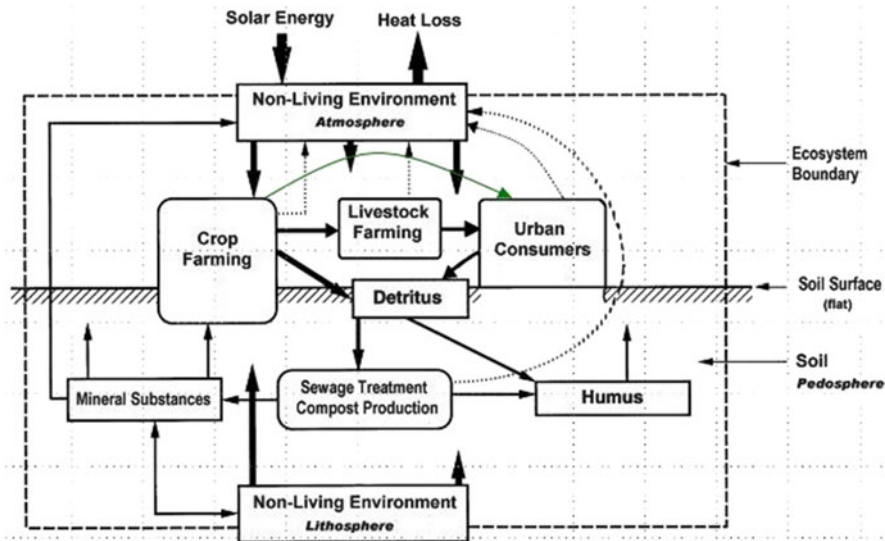 Solar Energy
Heat Loss
Non-Living Environment
Atmosphere
Ecosystem
Boundary
Livestock
Farming
Urban
Consumers
Crop
Farming
Detritus
Soil Surface
(flat)
Soil
Pedosphere
Mineral Substances
Sewage Treatment
Compost Production
Humus
Non-Living Environment
Lithosphere